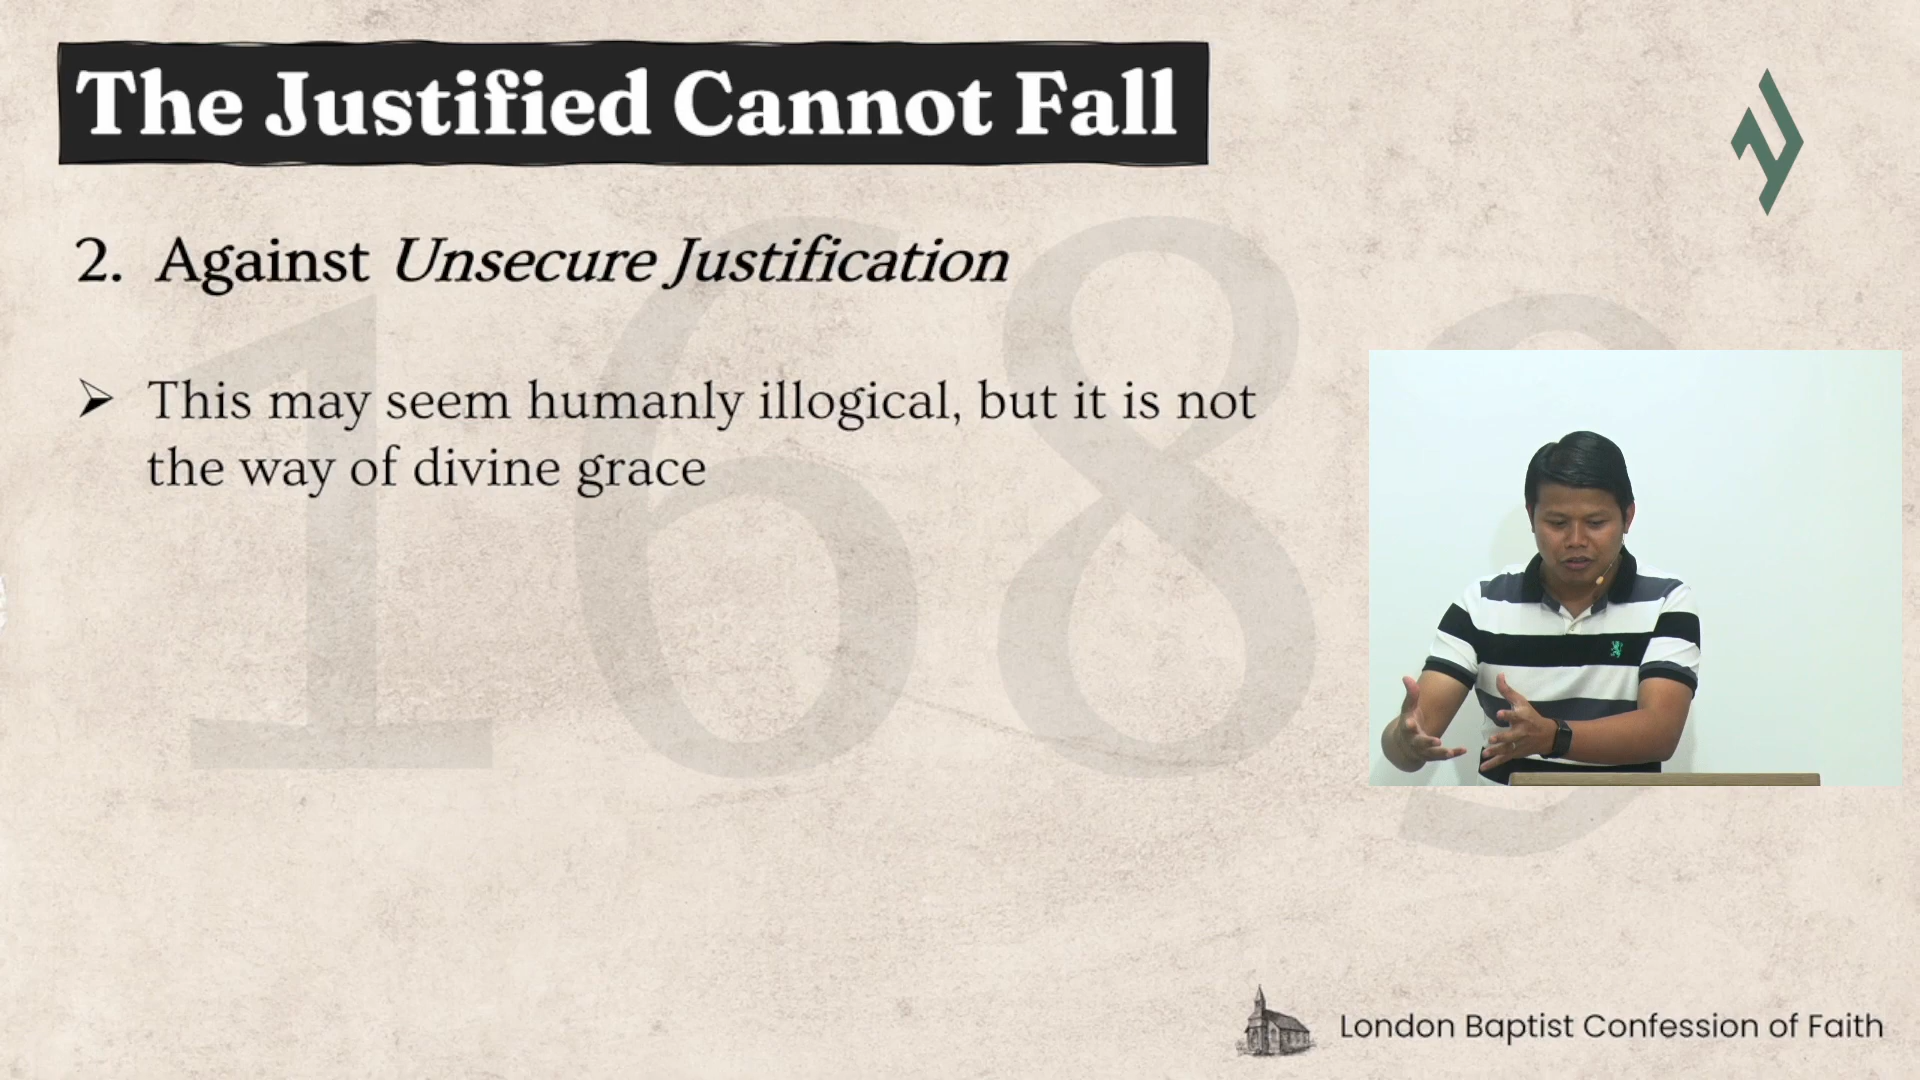 The Justified Cannot Fall
2. Against Unsecure Justification
This may seem humanly illogical, but it is not
the way of divine grace
1689
London Baptist Confession of Faith